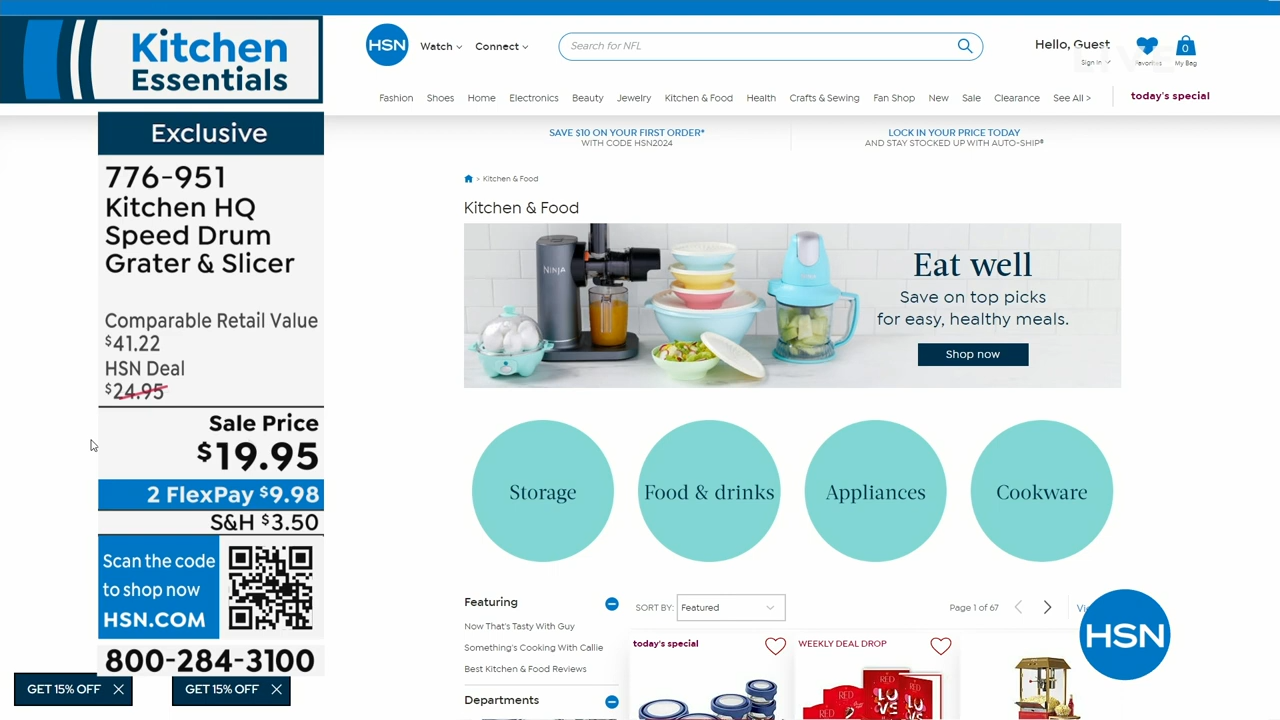 Kitchen
Essentials
Exclusive
776-951
Kitchen HQ
Speed Drum
Grater & Slicer
Comparable Retail Value
$41.22
HSN Deal
$24.95
Sale Price
$19.95
2 FlexPay $9.98
S&H $3.50
Scan the code
to shop now
HSN.COM
800-284-3100
GET 15% OFF
GET 15% OFF
HSN
Watch
Connect
Search for NFL
Hello, Guest
Sign In
Favorites
0
My Bag
Fashion
Shoes
Home
Electronics
Beauty
Jewelry
Kitchen & Food
Health
Crafts & Sewing
Fan Shop
New
Sale
Clearance
See All >
today's special
SAVE $10 ON YOUR FIRST ORDER*
WITH CODE HSN2024
LOCK IN YOUR PRICE TODAY
AND STAY STOCKED UP WITH AUTO-SHIP®
> Kitchen & Food
Kitchen & Food
NINJA
Eat well
Save on top picks
for easy, healthy meals.
Shop now
Storage
Food & drinks
Appliances
Cookware
Featuring
Now That's Tasty With Guy
Something's Cooking With Callie
Best Kitchen & Food Reviews
Departments
SORT BY:
Featured
Page 1 of 67
today's special
WEEKLY DEAL DROP
HSN